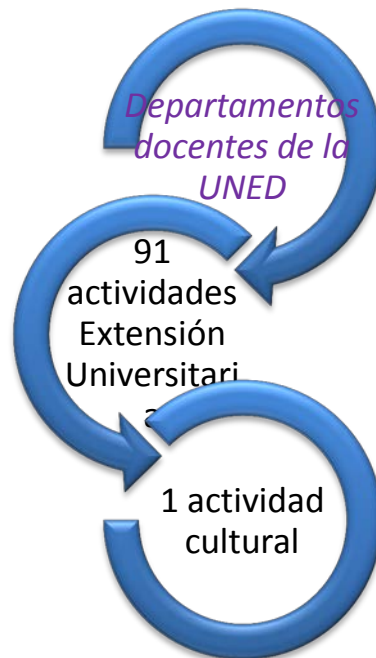 Departamentos
docentes de la
UNED
91
actividades
Extensión
Universitari
a
1 actividad
cultural